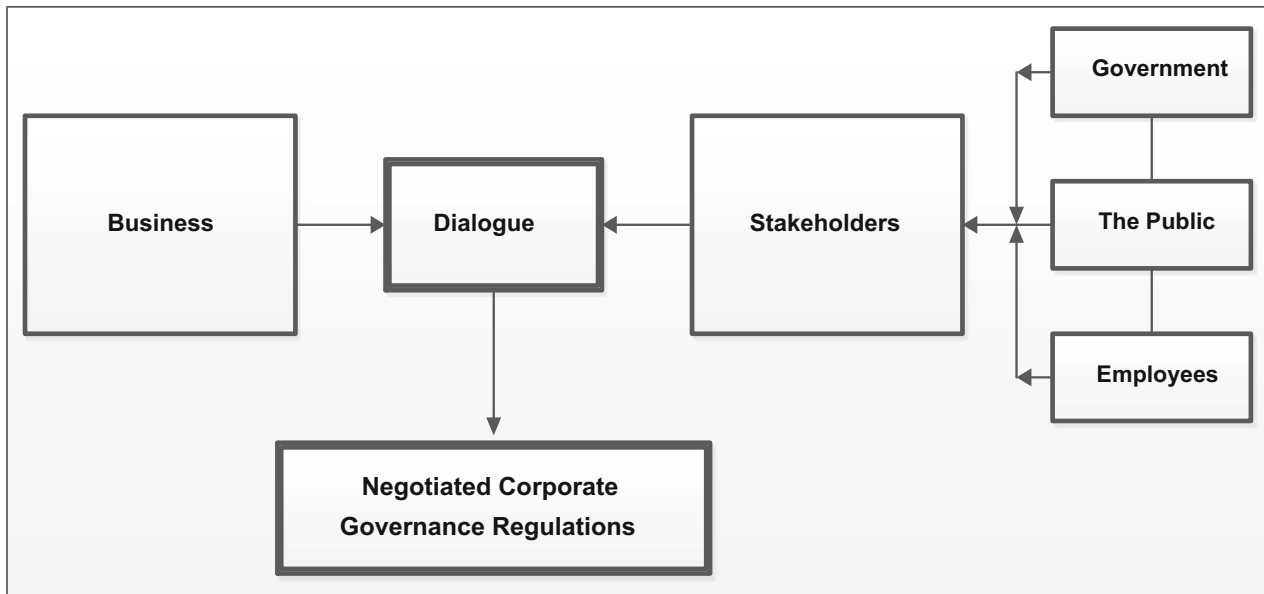 Government
Business
Dialogue
Stakeholders
The Public
Employees
Negotiated Corporate
Governance Regulations